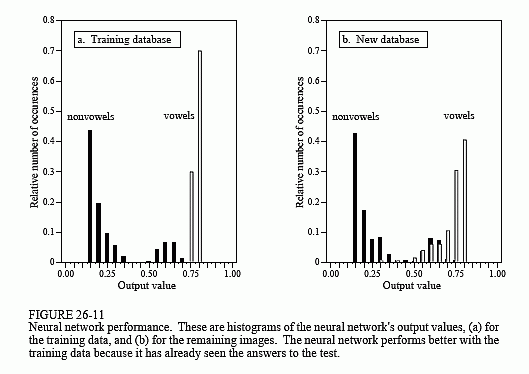 a. Training database
nonvowels
vowels
Relative number of occurences
0.8
0.7
0.6
0.5
0.4
0.3
0.2
0.1
0
0.00 0.25 0.50 0.75 1.00
Output value
b. New database
nonvowels
vowels
Relative number of occurences
0.8
0.7
0.6
0.5
0.4
0.3
0.2
0.1
0
0.00 0.25 0.50 0.75 1.00
Output value
FIGURE 26-11
Neural network performance. These are histograms of the neural network's output values, (a) for
the training data, and (b) for the remaining images. The neural network performs better with the
training data because it has already seen the answers to the test.